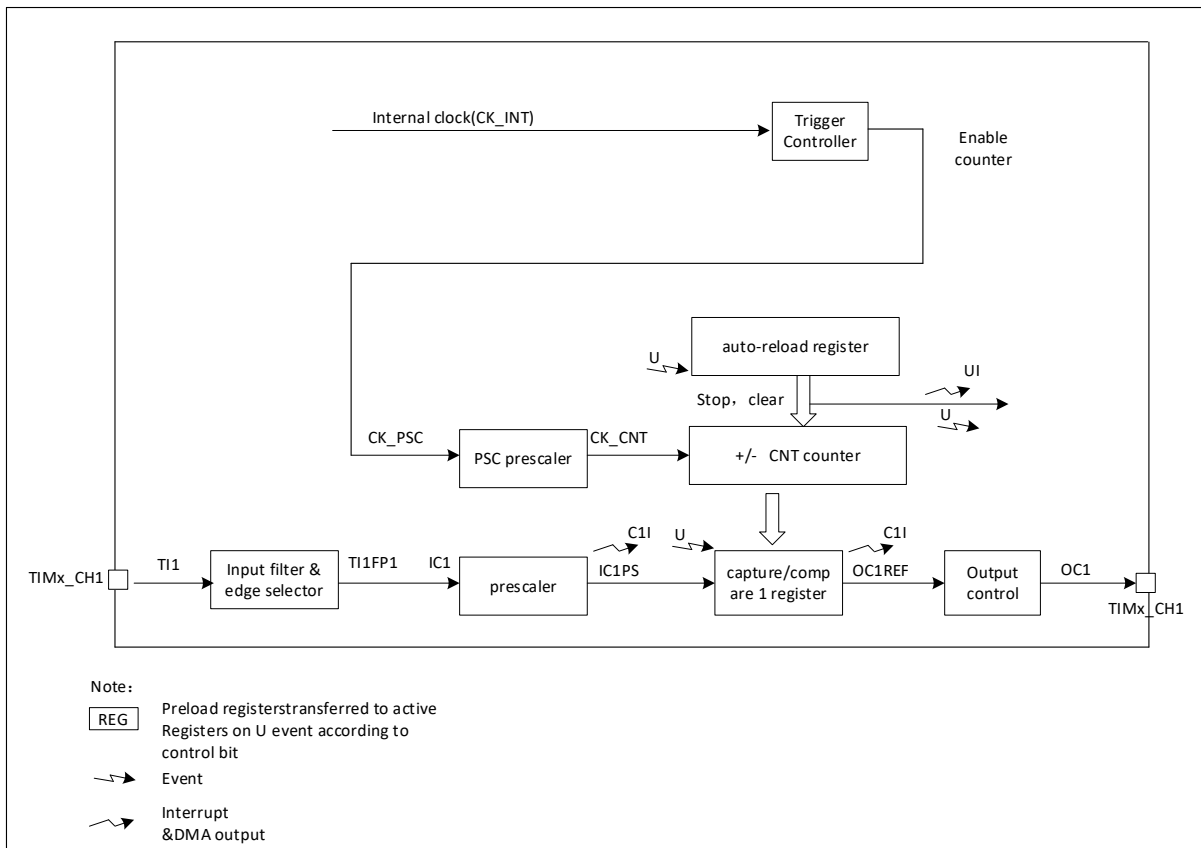 Internal clock(CK_INT)
Trigger
Controller
Enable
counter
auto-reload register
U
UI
Stop，clear
U
CK_PSC
CK_CNT
PSC prescaler
+/- CNT counter
C1I
U
C1I
TIMx_CH1
TI1
Input filter &
edge selector
TI1FP1
IC1
prescaler
IC1PS
capture/comp
are 1 register
OC1REF
Output
control
OC1
TIMx_CH1
Note：
REG
Preload registerstransferred to active
Registers on U event according to
control bit
Event
Interrupt
&DMA output